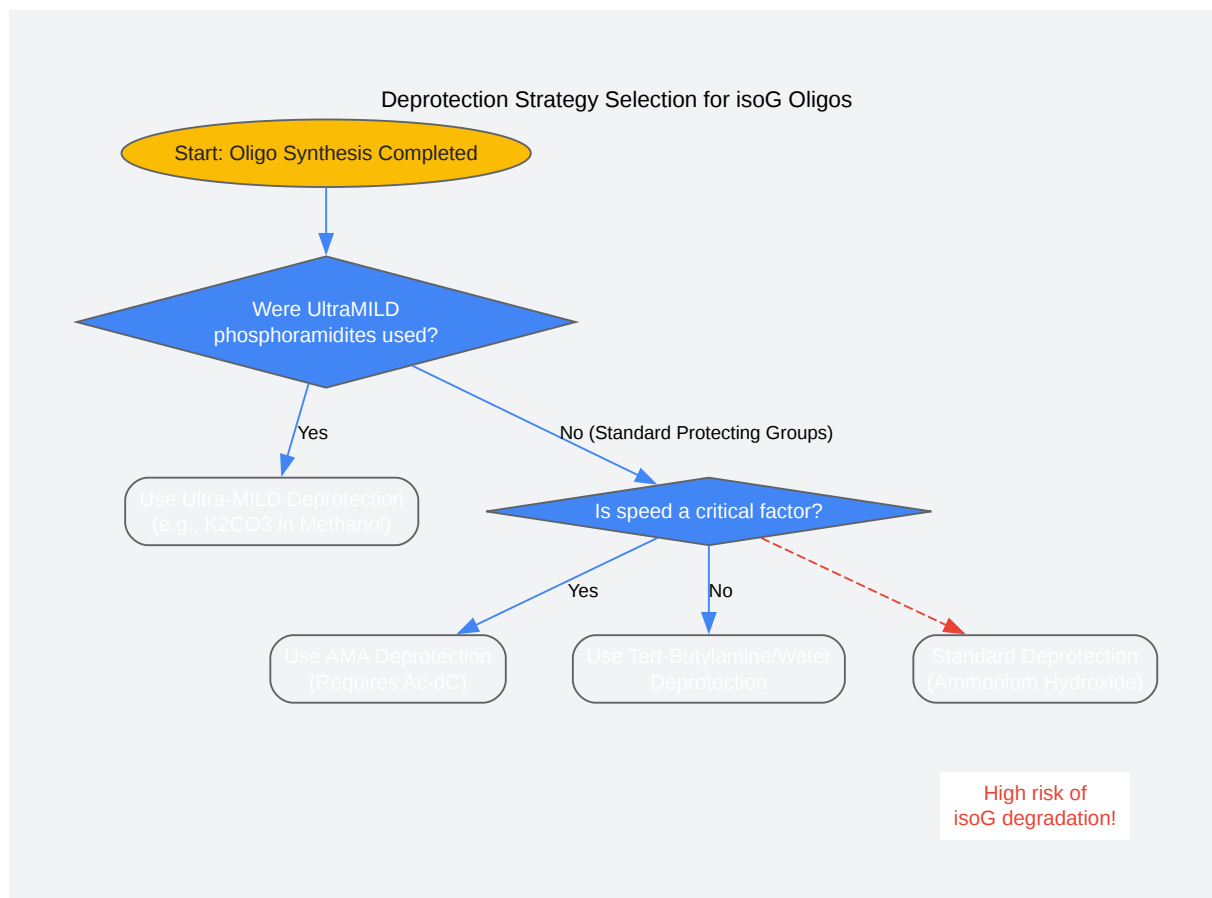 Deprotection Strategy Selection for isoG Oligos
Start: Oligo Synthesis Completed
Were UltraMILD
phosphoramidites used?
Yes
No (Standard Protecting Groups)
Use Ultra-MILD Deprotection
(e.g., K2CO3 in Methanol)
Is speed a critical factor?
Yes
No
Use AMA Deprotection
(Requires Ac-dC)
Use Tert-Butylamine/Water
Deprotection
Standard Deprotection
(Ammonium Hydroxide)
High risk of
isoG degradation!